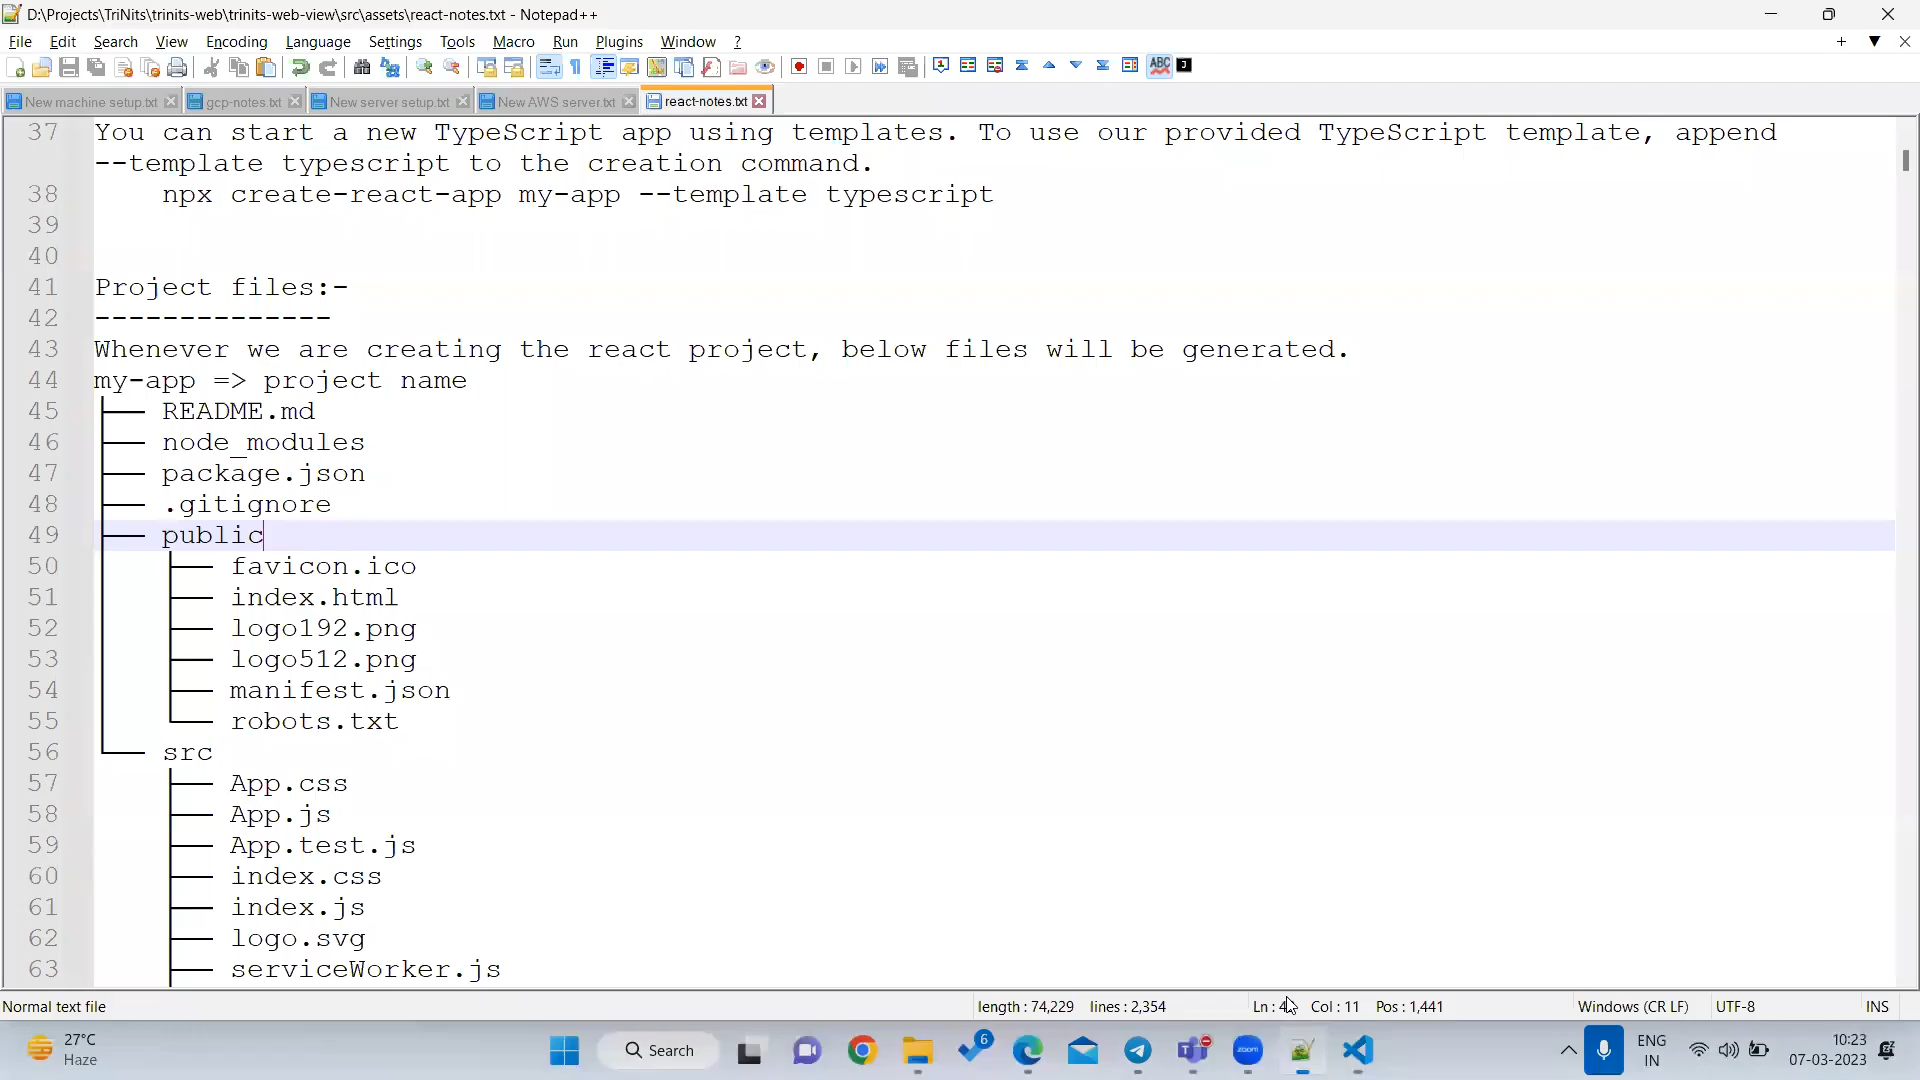 D:\Projects\TriNits\trinits-web\trinits-web-view\src\assets\react-notes.txt - Notepad++
File Edit Search View Encoding Language Settings Tools Macro Run Plugins Window ?
New machine setup.txt gcp-notes.txt New server setup.txt New AWS server.txt react-notes.txt
37 You can start a new TypeScript app using templates. To use our provided TypeScript template, append
--template typescript to the creation command.
38 npx create-react-app my-app --template typescript
39
40
41 Project files:-
42 --------------
43 Whenever we are creating the react project, below files will be generated.
44 my-app => project name
45 ├── README.md
46 ├── node_modules
47 ├── package.json
48 ├── .gitignore
49 ├── public
50 │   ├── favicon.ico
51 │   ├── index.html
52 │   ├── logo192.png
53 │   ├── logo512.png
54 │   ├── manifest.json
55 │   └── robots.txt
56 └── src
57     ├── App.css
58     ├── App.js
59     ├── App.test.js
60     ├── index.css
61     ├── index.js
62     ├── logo.svg
63     ├── serviceWorker.js
Normal text file length : 74,229 lines : 2,354 Ln : Col : 11 Pos : 1,441 Windows (CR LF) UTF-8 INS
27°C
Haze
Search
6
zoom
ENG
IN
10:23
07-03-2023